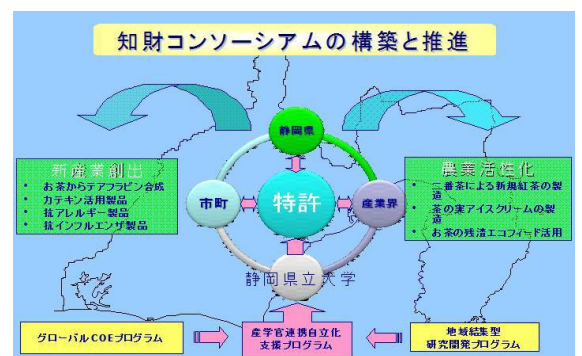 知財コンソーシアムの構築と推進
静岡県
新産業創出
• お茶からテアフラビン合成
• カテキン活用製品
• 抗アレルギー製品
• 抗インフルエンザ製品
市町
特許
産業界
農業活性化
• 二番茶による新規紅茶の製
造
• 茶の実アイスクリームの製
造
• お茶の残渣エコフィード活用
静岡県立大学
グローバルCOEプログラム
産学官連携自立化
支援プログラム
地域結集型
研究開発プログラム